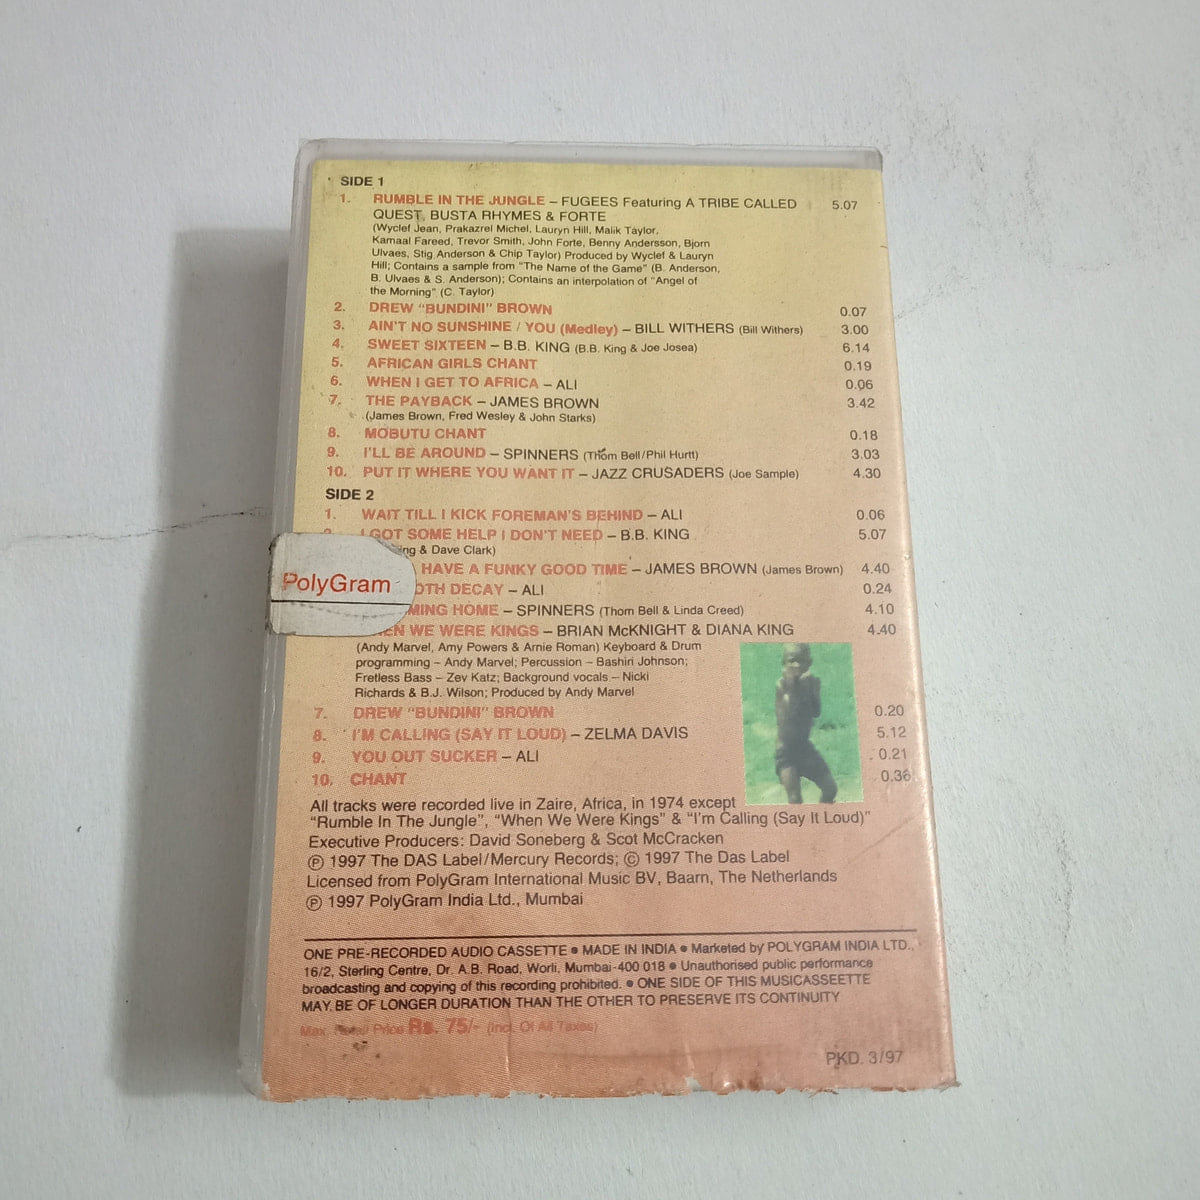 SIDE 1
1. RUMBLE IN THE JUNGLE – FUGEES Featuring A TRIBE CALLED 5.07
QUEST, BUSTA RHYMES & FORTE
(Wyclef Jean, Prakazrel Michel, Lauryn Hill, Malik Taylor,
Kamaal Fareed, Trevor Smith, John Forte, Benny Andersson, Bjorn
Ulvaes, Stig Anderson & Chip Taylor) Produced by Wyclef & Lauryn
Hill; Contains a sample from "The Name of the Game" (B. Anderson,
B. Ulvaes & S. Anderson); Contains an interpolation of "Angel of
the Morning" (C. Taylor)
2. DREW "BUNDINI" BROWN 0.07
3. AIN'T NO SUNSHINE / YOU (Medley) – BILL WITHERS (Bill Withers) 3.00
4. SWEET SIXTEEN – B.B. KING (B.B. King & Joe Josea) 6.14
5. AFRICAN GIRLS CHANT 0.19
6. WHEN I GET TO AFRICA – ALI 0.06
7. THE PAYBACK – JAMES BROWN 3.42
(James Brown, Fred Wesley & John Starks)
8. MOBUTU CHANT 0.18
9. I'LL BE AROUND – SPINNERS (Thom Bell/Phil Hurtt) 3.03
10. PUT IT WHERE YOU WANT IT – JAZZ CRUSADERS (Joe Sample) 4.30
SIDE 2
1. WAIT TILL I KICK FOREMAN'S BEHIND – ALI 0.06
I GOT SOME HELP I DON'T NEED – B.B. KING 5.07
ing & Dave Clark)
HAVE A FUNKY GOOD TIME – JAMES BROWN (James Brown) 4.40
PolyGram
OTH DECAY – ALI 0.24
MING HOME – SPINNERS (Thom Bell & Linda Creed) 4.10
EN WE WERE KINGS – BRIAN McKNIGHT & DIANA KING 4.40
(Andy Marvel, Amy Powers & Arnie Roman) Keyboard & Drum
programming – Andy Marvel; Percussion – Bashiri Johnson;
Fretless Bass – Zev Katz; Background vocals – Nicki
Richards & B.J. Wilson; Produced by Andy Marvel
7. DREW "BUNDINI" BROWN 0.20
8. I'M CALLING (SAY IT LOUD) – ZELMA DAVIS 5.12
9. YOU OUT SUCKER – ALI 0.21
10. CHANT 0.36
All tracks were recorded live in Zaire, Africa, in 1974 except
"Rumble In The Jungle", "When We Were Kings" & "I'm Calling (Say It Loud)"
Executive Producers: David Soneberg & Scot McCracken
℗ 1997 The DAS Label/Mercury Records; © 1997 The Das Label
Licensed from PolyGram International Music BV, Baarn, The Netherlands
℗ 1997 PolyGram India Ltd., Mumbai
ONE PRE-RECORDED AUDIO CASSETTE • MADE IN INDIA • Marketed by POLYGRAM INDIA LTD.,
16/2, Sterling Centre, Dr. A.B. Road, Worli, Mumbai-400 018 • Unauthorised public performance
broadcasting and copying of this recording prohibited. • ONE SIDE OF THIS MUSICASSEETTE
MAY BE OF LONGER DURATION THAN THE OTHER TO PRESERVE ITS CONTINUITY
Max. Retail Price Rs. 75/- (Incl. Of All Taxes)
PKD. 3/97